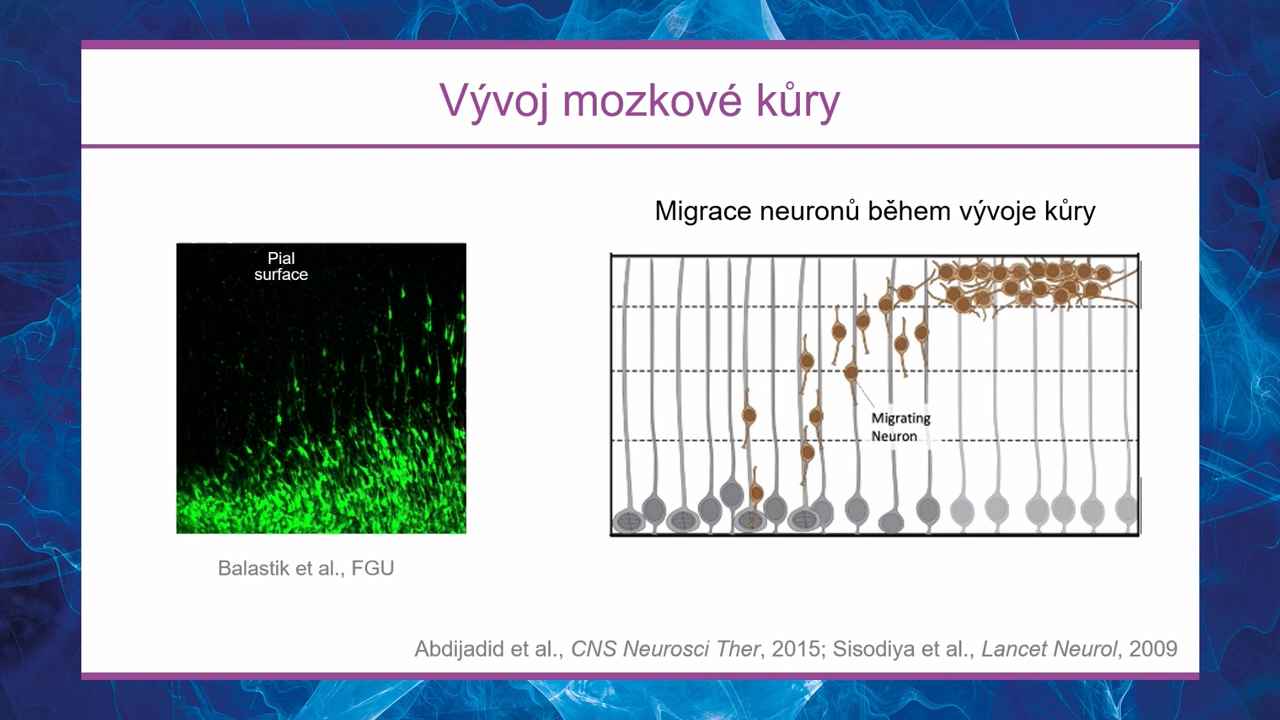 Vývoj mozkové kůry
Migrace neuronů během vývoje kůry
Pial
surface
Migrating
Neuron
Balastik et al., FGU
Abdijadid et al., CNS Neurosci Ther, 2015; Sisodiya et al., Lancet Neurol, 2009